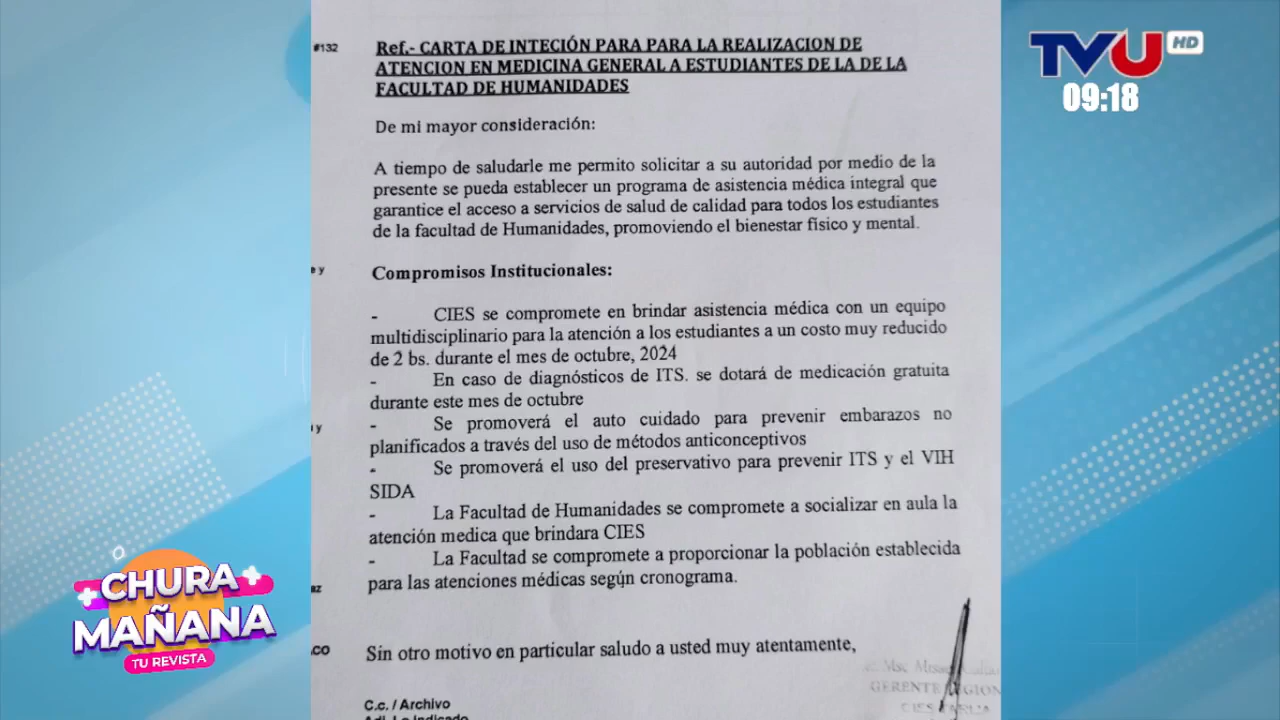 TVU HD
09:18
#132
Ref.- CARTA DE INTECIÓN PARA PARA LA REALIZACION DE
ATENCION EN MEDICINA GENERAL A ESTUDIANTES DE LA DE LA
FACULTAD DE HUMANIDADES
De mi mayor consideración:
A tiempo de saludarle me permito solicitar a su autoridad por medio de la
presente se pueda establecer un programa de asistencia médica integral que
garantice el acceso a servicios de salud de calidad para todos los estudiantes
de la facultad de Humanidades, promoviendo el bienestar físico y mental.
e y
Compromisos Institucionales:
- CIES se compromete en brindar asistencia médica con un equipo
multidisciplinario para la atención a los estudiantes a un costo muy reducido
de 2 bs. durante el mes de octubre, 2024
- En caso de diagnósticos de ITS. se dotará de medicación gratuita
durante este mes de octubre
- Se promoverá el auto cuidado para prevenir embarazos no
planificados a través del uso de métodos anticonceptivos
y
- Se promoverá el uso del preservativo para prevenir ITS y el VIH
SIDA
- La Facultad de Humanidades se compromete a socializar en aula la
atención medica que brindara CIES
- La Facultad se compromete a proporcionar la población establecida
para las atenciones médicas según cronograma.
az
ACO
Sin otro motivo en particular saludo a usted muy atentamente,
Msc
GERENTE
CIES
C.c. / Archivo
Adj. Lo indicado
CHURA
MAÑANA
TU REVISTA